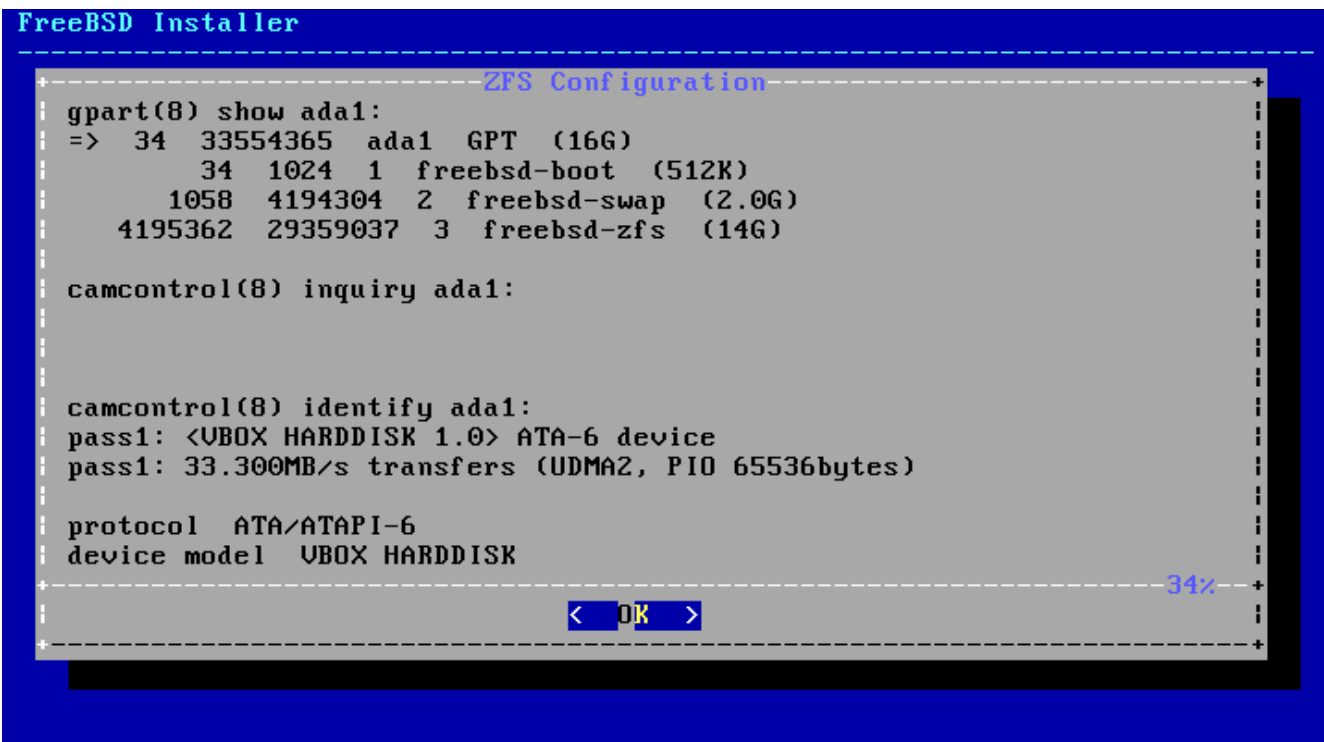 FreeBSD Installer
ZFS Configuration
gpart(8) show ada1:
=>  34  33554365  ada1  GPT  (16G)
34  1024  1  freebsd-boot  (512K)
1058  4194304  2  freebsd-swap  (2.0G)
4195362  29359037  3  freebsd-zfs  (14G)
camcontrol(8) inquiry ada1:
camcontrol(8) identify ada1:
pass1: <VBOX HARDDISK 1.0> ATA-6 device
pass1: 33.300MB/s transfers (UDMA2, PIO 65536bytes)
protocol  ATA/ATAPI-6
device model  VBOX HARDDISK
34%
<  OK  >